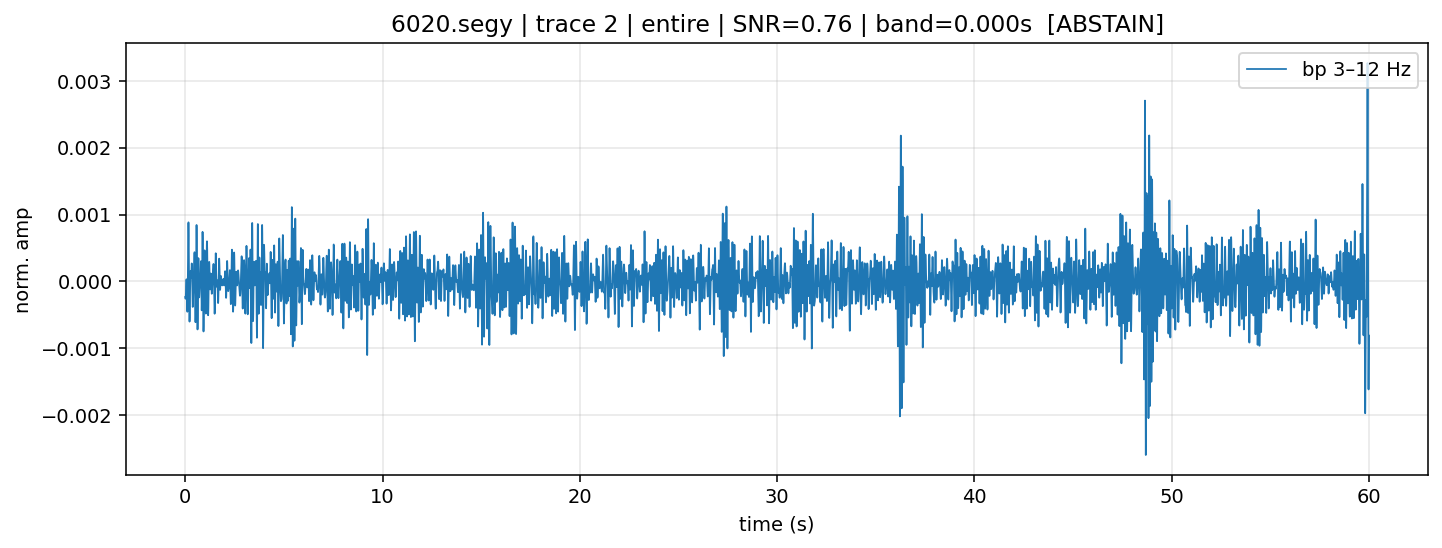 6020.segy | trace 2 | entire | SNR=0.76 | band=0.000s  [ABSTAIN]
bp 3–12 Hz
norm. amp
0.003
0.002
0.001
0.000
−0.001
−0.002
0 10 20 30 40 50 60
time (s)